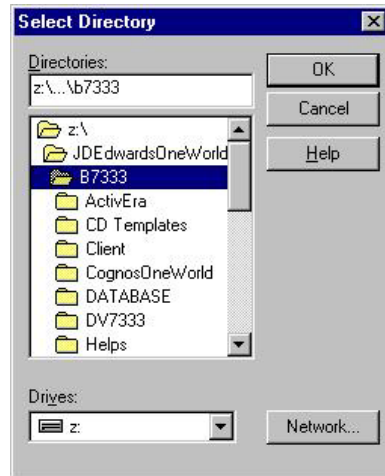 Select Directory
Directories:
z:\...\b7333
OK
Cancel
Help
z:\
JDEdwardsOneWorld
B7333
ActivEra
CD Templates
Client
CognosOneWorld
DATABASE
DV7333
Helps
Drives:
z:
Network...